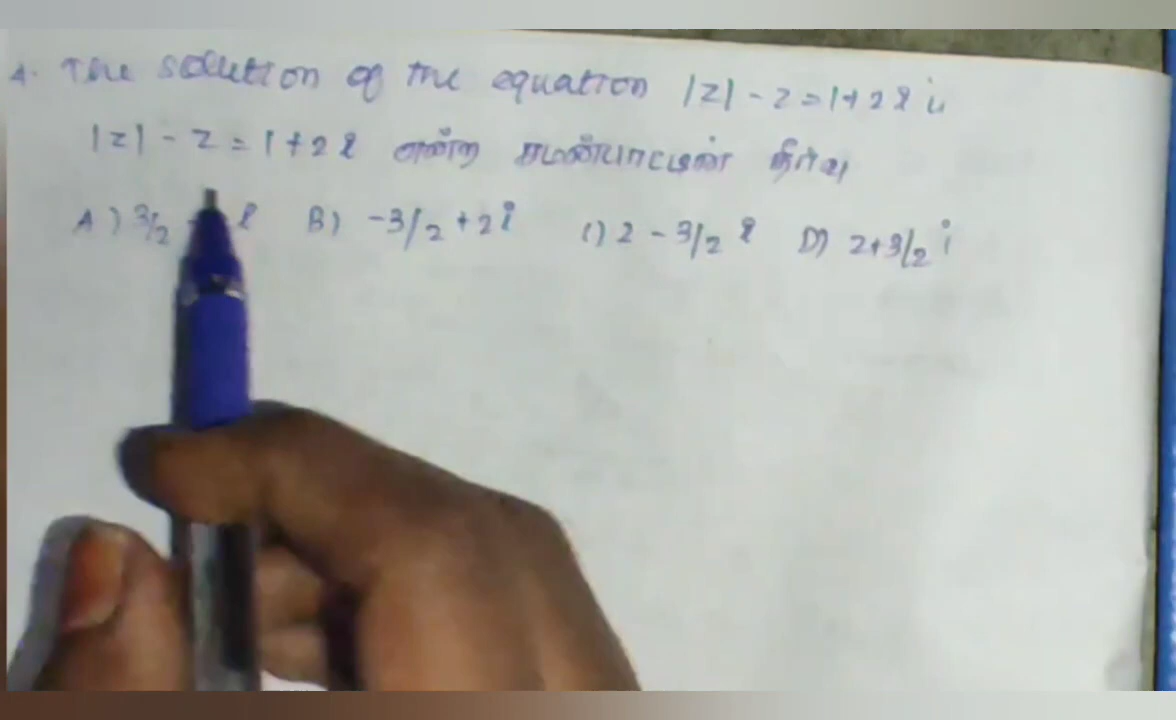 4. The solution of the equation |z| - z = 1 + 2i is
|z| - z = 1 + 2i என்ற சமன்பாட்டின் தீர்வு
A) 3/2 i B) -3/2 + 2i C) 2 - 3/2 i D) 2 + 3/2 i